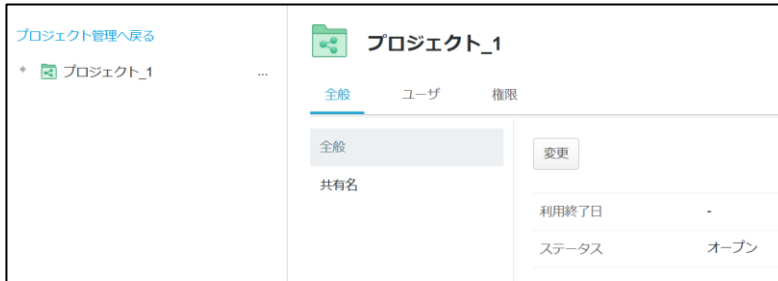 プロジェクト管理へ戻る
プロジェクト_1
...
プロジェクト_1
全般 ユーザ 権限
全般
共有名
変更
利用終了日 -
ステータス オープン